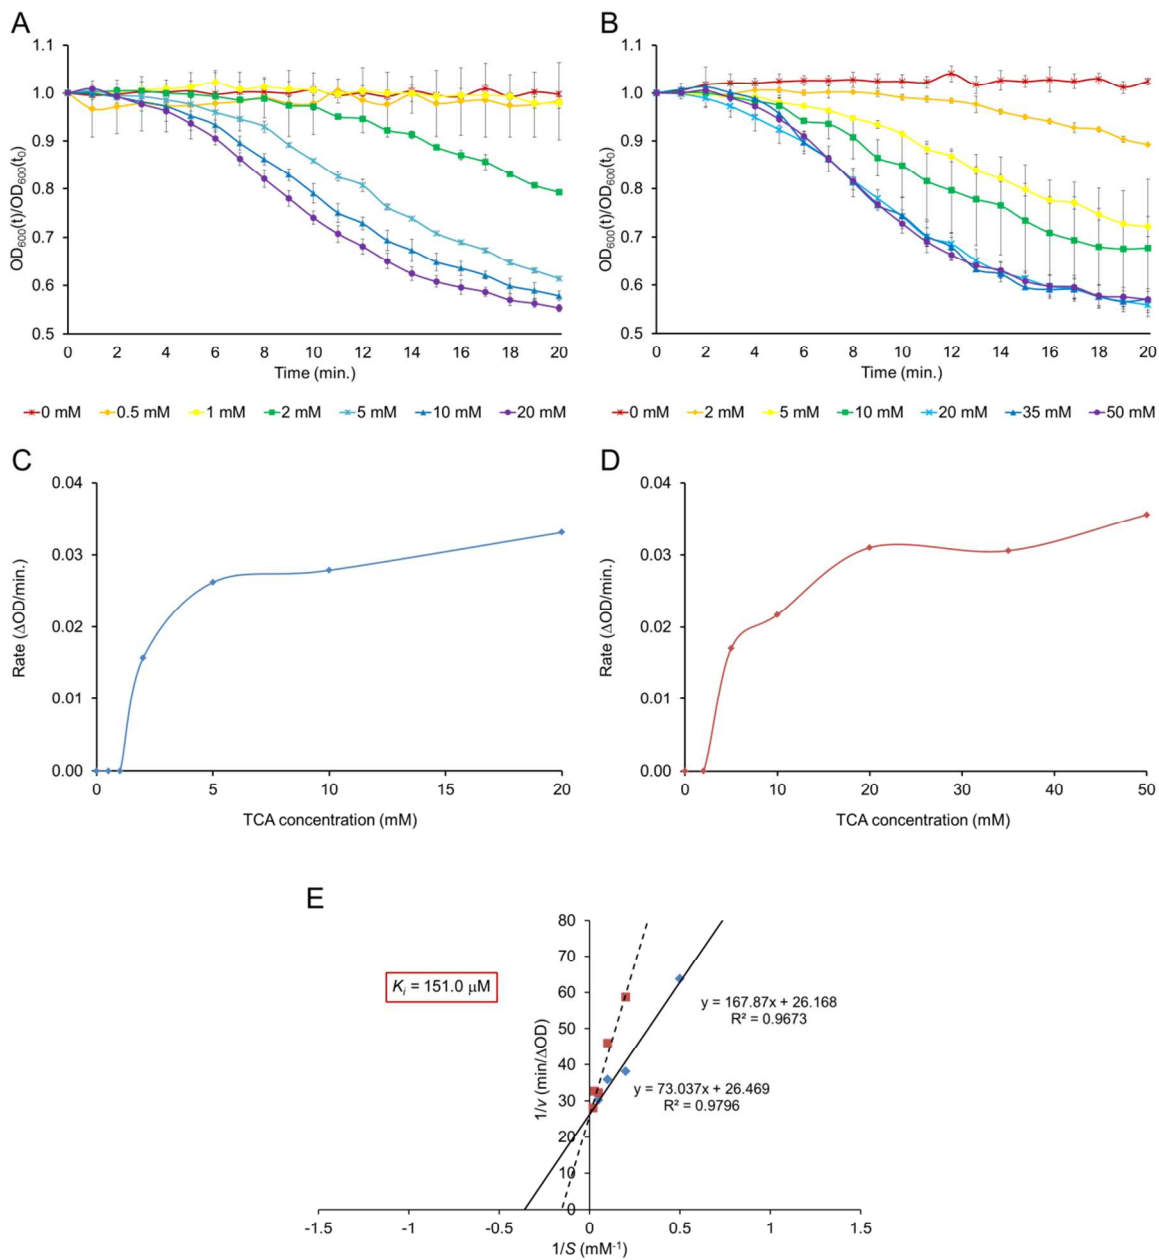 A
B
1.1
1.0
0.9
0.8
0.7
0.6
0.5
OD600(t)/OD600(t0)
0 2 4 6 8 10 12 14 16 18 20
Time (min.)
0 mM 0.5 mM 1 mM 2 mM 5 mM 10 mM 20 mM
1.1
1.0
0.9
0.8
0.7
0.6
0.5
OD600(t)/OD600(t0)
0 2 4 6 8 10 12 14 16 18 20
Time (min.)
0 mM 2 mM 5 mM 10 mM 20 mM 35 mM 50 mM
C
0.04
0.03
0.02
0.01
0.00
Rate (ΔOD/min.)
0 5 10 15 20
TCA concentration (mM)
D
0.04
0.03
0.02
0.01
0.00
Rate (ΔOD/min.)
0 10 20 30 40 50
TCA concentration (mM)
E
Ki = 151.0 μM
80
70
60
50
40
30
20
10
0
1/v (min/ΔOD)
y = 167.87x + 26.168
R² = 0.9673
y = 73.037x + 26.469
R² = 0.9796
-1.5 -1 -0.5 0 0.5 1 1.5
1/S (mM-1)